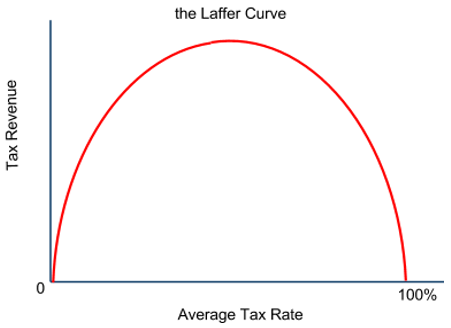 the Laffer Curve
Tax Revenue
0
100%
Average Tax Rate